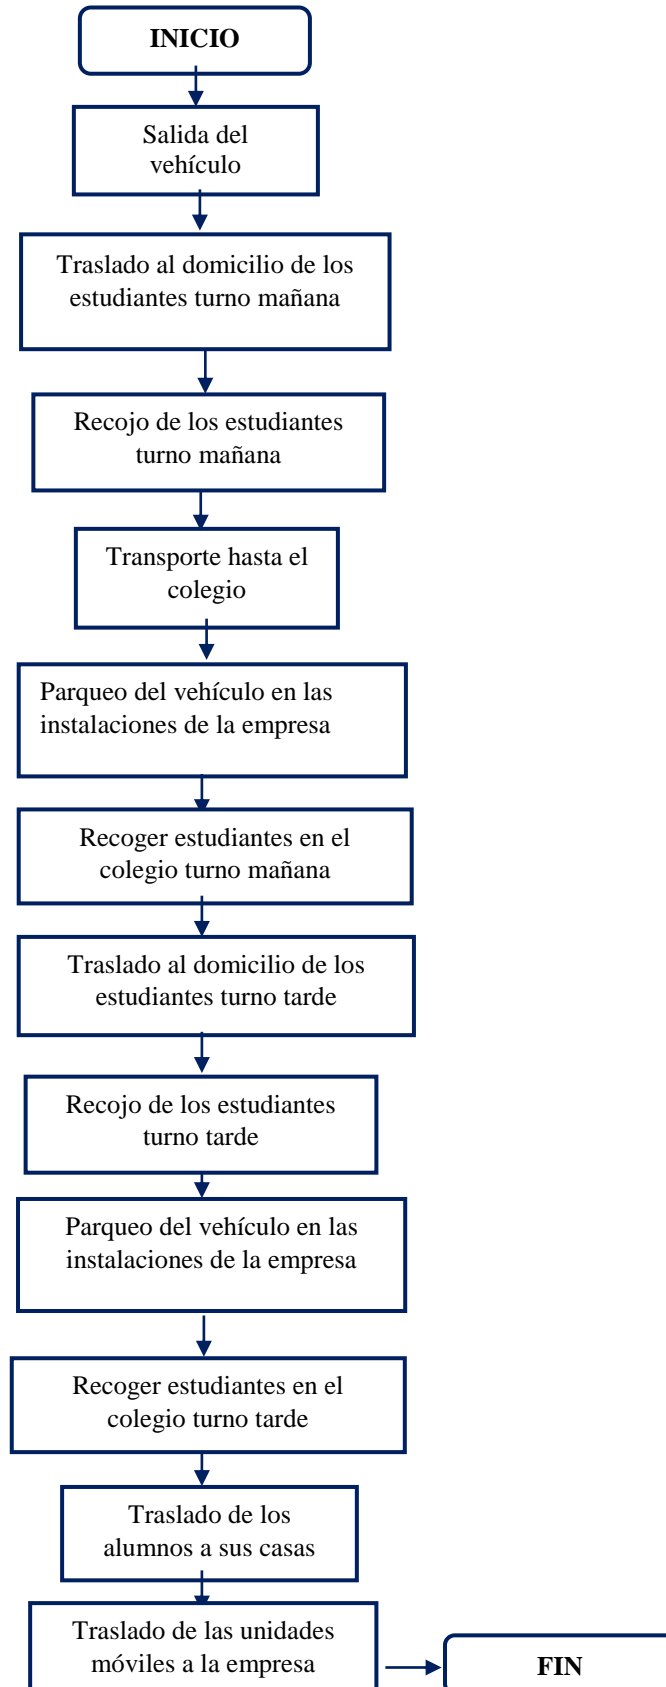 INICIO
Salida del
vehículo
Traslado al domicilio de los
estudiantes turno mañana
Recojo de los estudiantes
turno mañana
Transporte hasta el
colegio
Parqueo del vehículo en las
instalaciones de la empresa
Recoger estudiantes en el
colegio turno mañana
Traslado al domicilio de los
estudiantes turno tarde
Recojo de los estudiantes
turno tarde
Parqueo del vehículo en las
instalaciones de la empresa
Recoger estudiantes en el
colegio turno tarde
Traslado de los
alumnos a sus casas
Traslado de las unidades
móviles a la empresa
FIN